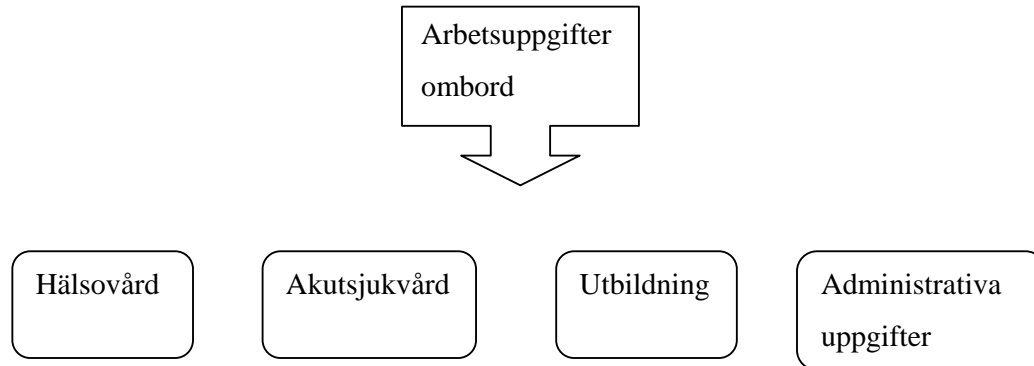 Arbetsuppgifter
ombord
Hälsovård
Akutsjukvård
Utbildning
Administrativa
uppgifter